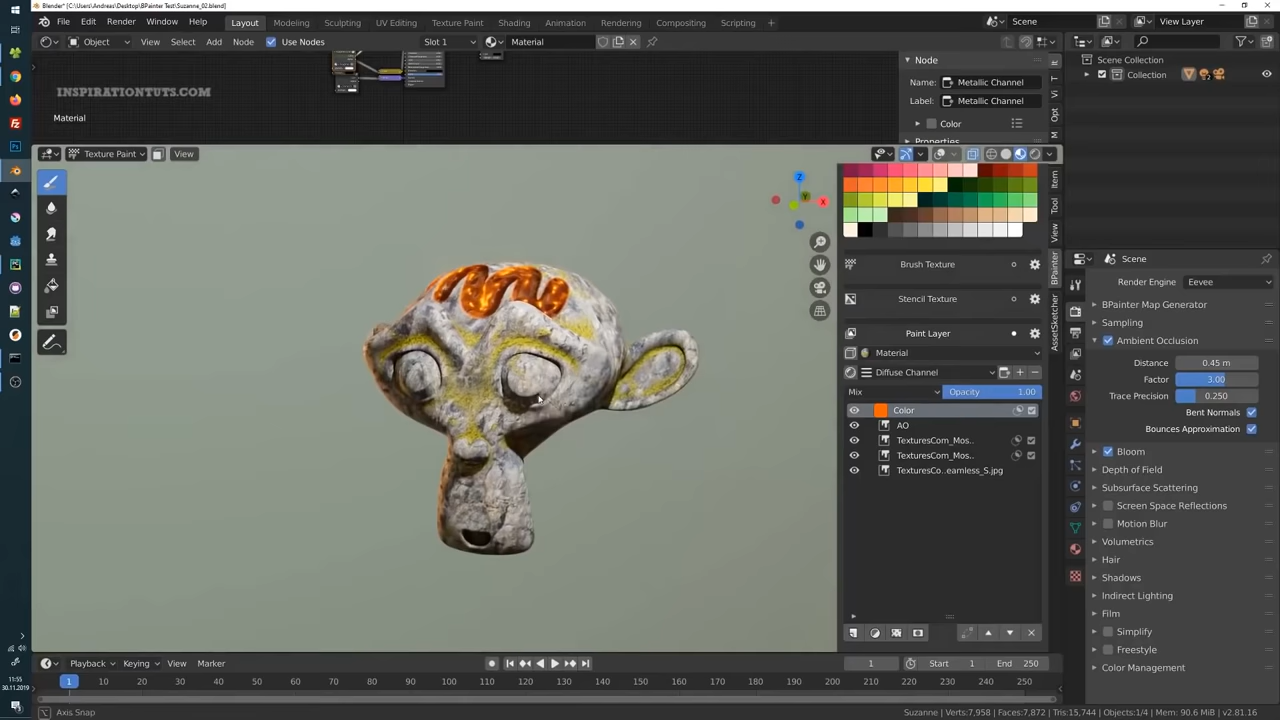 Blender* [C:\Users\Andreas\Desktop\BPainter Test\Suzanne_02.blend]
File Edit Render Window Help Layout Modeling Sculpting UV Editing Texture Paint Shading Animation Rendering Compositing Scripting Scene View Layer
Object View Select Add Node Use Nodes Slot 1 Material
Node
Scene Collection
Collection
Name: Metallic Channel
Label: Metallic Channel
Color
Properties
INSPIRATIONTUTS.COM
Material
Texture Paint View
Item
Tool
View
BPainter
AssetSketcher
Z
Y
X
Brush Texture
Stencil Texture
Paint Layer
Material
Diffuse Channel
Mix Opacity 1.00
Color
AO
TexturesCom_Mos..
TexturesCom_Mos..
TexturesCo..eamless_S.jpg
Scene
Render Engine Eevee
BPainter Map Generator
Sampling
Ambient Occlusion
Distance 0.45 m
Factor 3.00
Trace Precision 0.250
Bent Normals
Bounces Approximation
Bloom
Depth of Field
Subsurface Scattering
Screen Space Reflections
Motion Blur
Volumetrics
Hair
Shadows
Indirect Lighting
Film
Simplify
Freestyle
Color Management
Playback Keying View Marker 1 Start 1 End 250
1 10 20 30 40 50 60 70 80 90 100 110 120 130 140 150 160 170 180 190 200 210 220 230 240 250
11:55
30.11.2019
Axis Snap
Suzanne | Verts:7,958 | Faces:7,872 | Tris:15,744 | Objects:1/4 | Mem: 90.6 MiB | v2.81.16